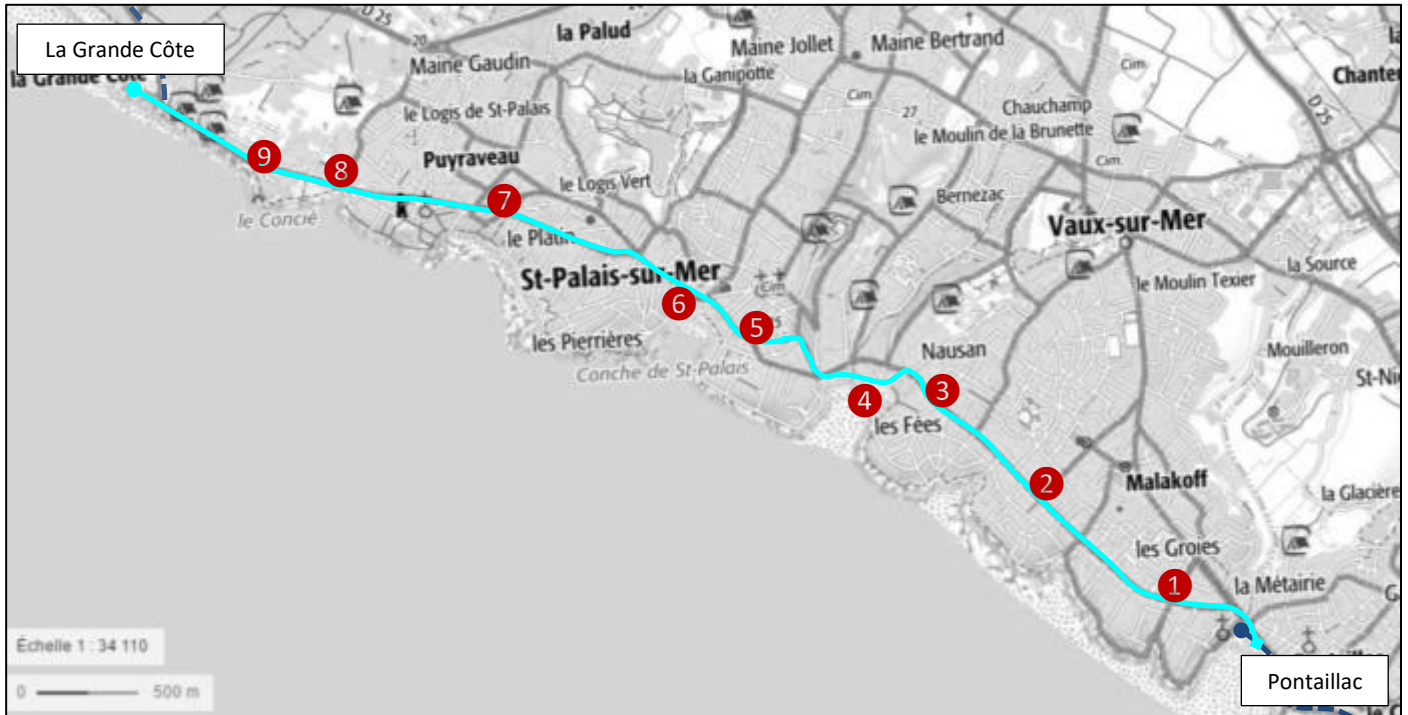 D 25
La Grande Côte
la Grande Côte
20
Maine Gaudin
la Palud
Maine Jollet
Maine Bertrand
Cim.
la Ganipotte
Cim.
27
Chauchamp
D 25
le Logis de St-Palais
le Moulin de la Brunette
Puyraveau
Cim.
9
8
le Logis Vert
Bernezac
7
le Concié
le Platin
Vaux-sur-Mer
St-Palais-sur-Mer
la Source
Cim.
le Moulin Texier
6
5
les Pierrières
Nausan
Mouilleron
Conche de St-Palais
4
3
les Fées
2
Malakoff
la Glacière
les Groies
1
la Métairie
Échelle 1 : 34 110
0
500 m
Pontaillac